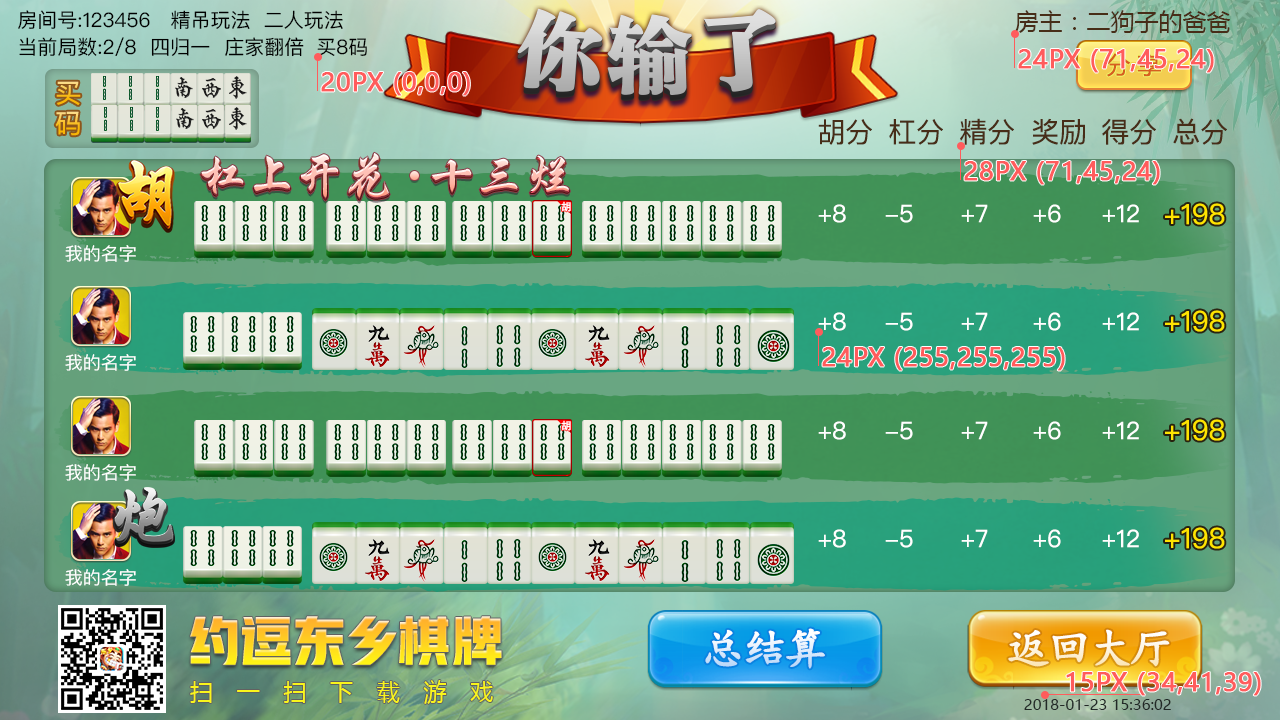 房间号:123456 精吊玩法 二人玩法
当前局数:2/8 四归一 庄家翻倍 买8码
20PX (0,0,0)
你输了
房主：二狗子的爸爸
24PX (71,45,24)
分享
买码
南 西 東
南 西 東
胡分 杠分 精分 奖励 得分 总分
28PX (71,45,24)
胡
杠上开花·十三烂
胡
+8 -5 +7 +6 +12 +198
我的名字
九萬 九萬
+8 -5 +7 +6 +12 +198
24PX (255,255,255)
我的名字
胡
+8 -5 +7 +6 +12 +198
我的名字
炮
九萬 九萬
+8 -5 +7 +6 +12 +198
我的名字
约逗东乡棋牌
扫一扫下载游戏
总结算
返回大厅
15PX (34,41,39)
2018-01-23 15:36:02